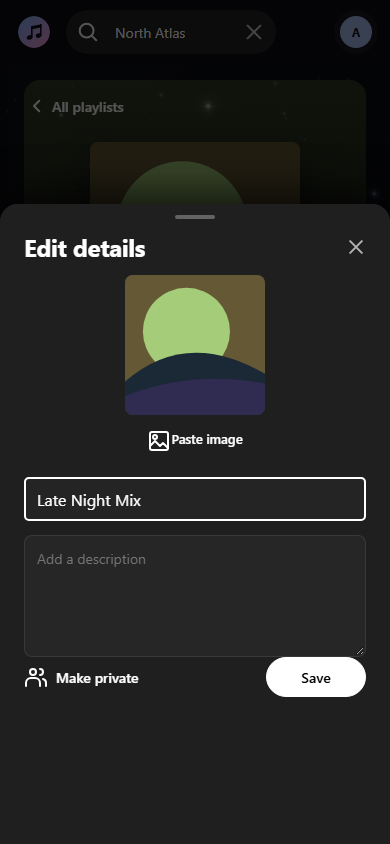 North Atlas
A
All playlists
Edit details
Paste image
Late Night Mix
Add a description
Make private
Save